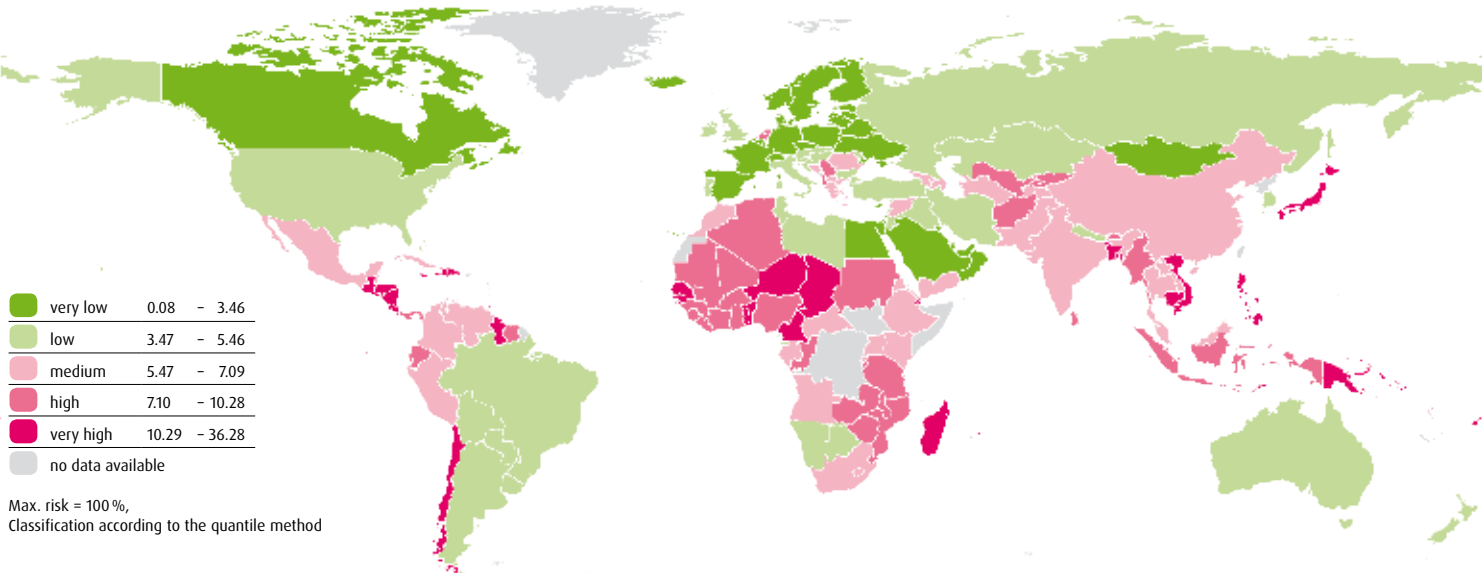 very low 0.08 – 3.46
low 3.47 – 5.46
medium 5.47 – 7.09
high 7.10 – 10.28
very high 10.29 – 36.28
no data available
Max. risk = 100 %,
Classification according to the quantile method